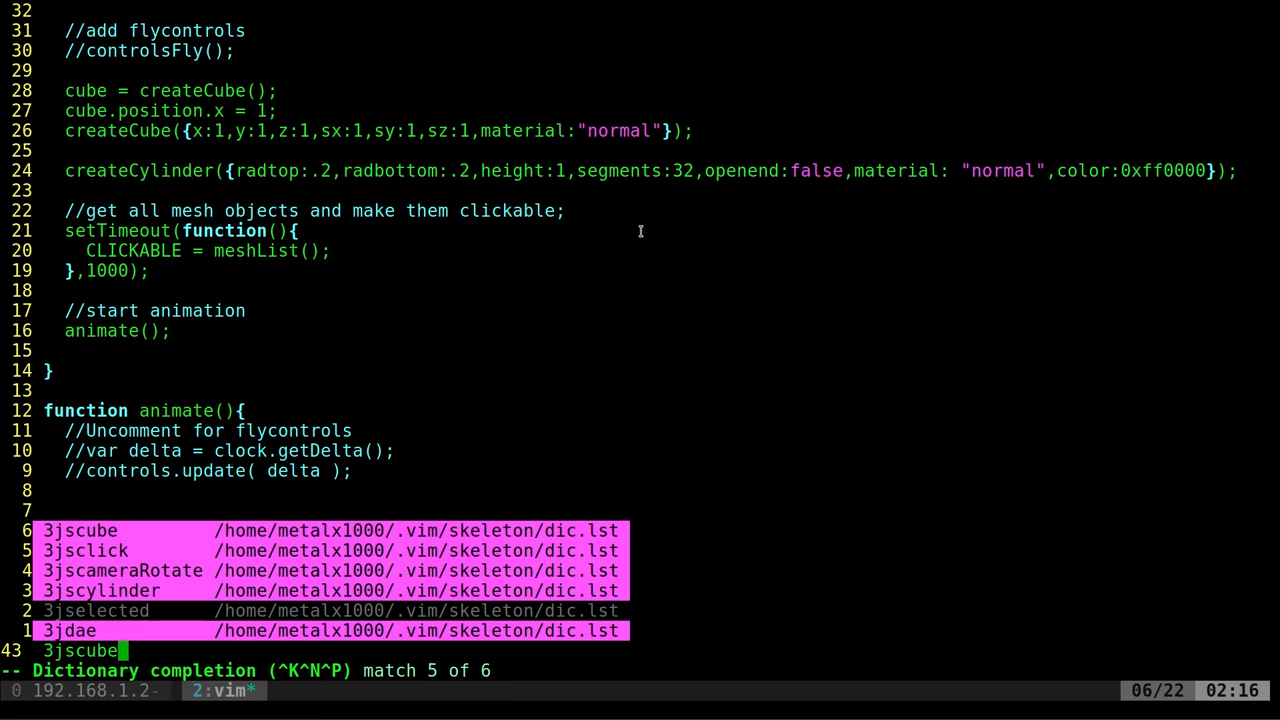 32
31   //add flycontrols
30   //controlsFly();
29
28   cube = createCube();
27   cube.position.x = 1;
26   createCube({x:1,y:1,z:1,sx:1,sy:1,sz:1,material:"normal"});
25
24   createCylinder({radtop:.2,radbottom:.2,height:1,segments:32,openend:false,material: "normal",color:0xff0000});
23
22   //get all mesh objects and make them clickable;
21   setTimeout(function(){
20     CLICKABLE = meshList();
19   },1000);
18
17   //start animation
16   animate();
15
14 }
13
12 function animate(){
11   //Uncomment for flycontrols
10   //var delta = clock.getDelta();
9   //controls.update( delta );
8
7
6 3jscube         /home/metalx1000/.vim/skeleton/dic.lst
5 3jsclick        /home/metalx1000/.vim/skeleton/dic.lst
4 3jscameraRotate /home/metalx1000/.vim/skeleton/dic.lst
3 3jscylinder     /home/metalx1000/.vim/skeleton/dic.lst
2 3jselected      /home/metalx1000/.vim/skeleton/dic.lst
1 3jdae           /home/metalx1000/.vim/skeleton/dic.lst
43  3jscube
-- Dictionary completion (^K^N^P) match 5 of 6
0 192.168.1.2-  2:vim*  06/22  02:16